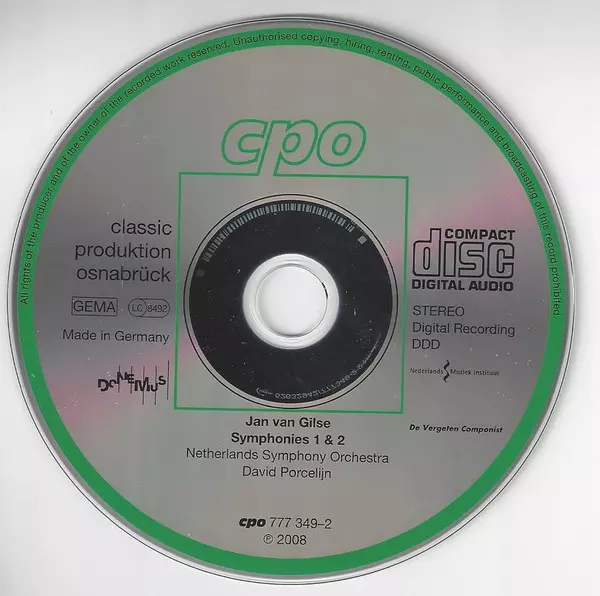 All rights of the producer and of the owner of the recorded work reserved. Unauthorised copying, hiring, renting, public performance and broadcasting of this record prohibited.
cpo
classic
produktion
osnabrück
GEMA
LC 8492
Made in Germany
DONEMUS
COMPACT
disc
DIGITAL AUDIO
STEREO
Digital Recording
DDD
Nederlands Muziek Instituut
De Vergeten Componist
Jan van Gilse
Symphonies 1 & 2
Netherlands Symphony Orchestra
David Porcelijn
cpo 777 349–2
℗ 2008